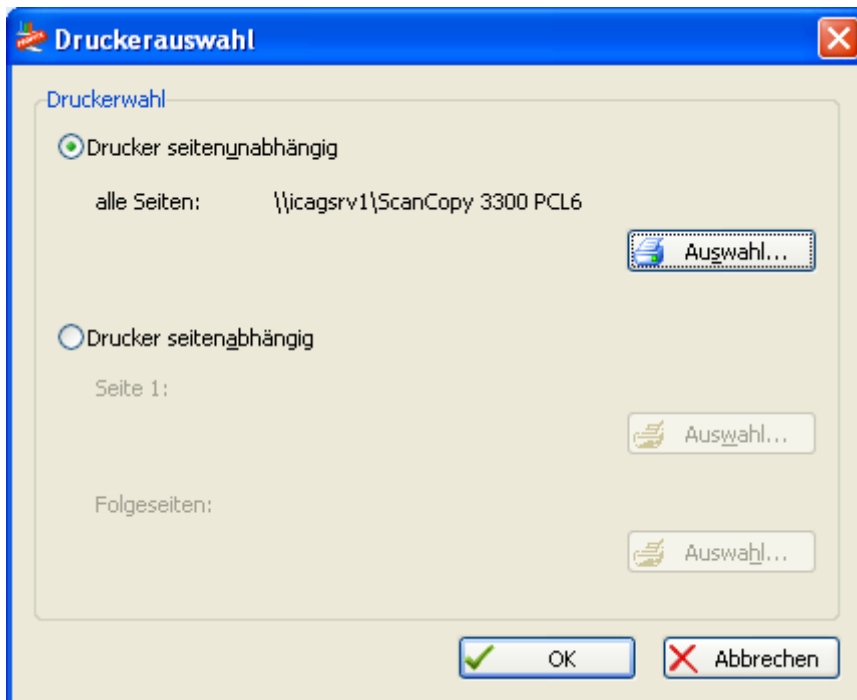 Druckerauswahl
Druckerwahl
Drucker seitenunabhängig
alle Seiten: \\icagsrv1\ScanCopy 3300 PCL6
Auswahl...
Drucker seitenabhängig
Seite 1:
Auswahl...
Folgeseiten:
Auswahl...
OK Abbrechen